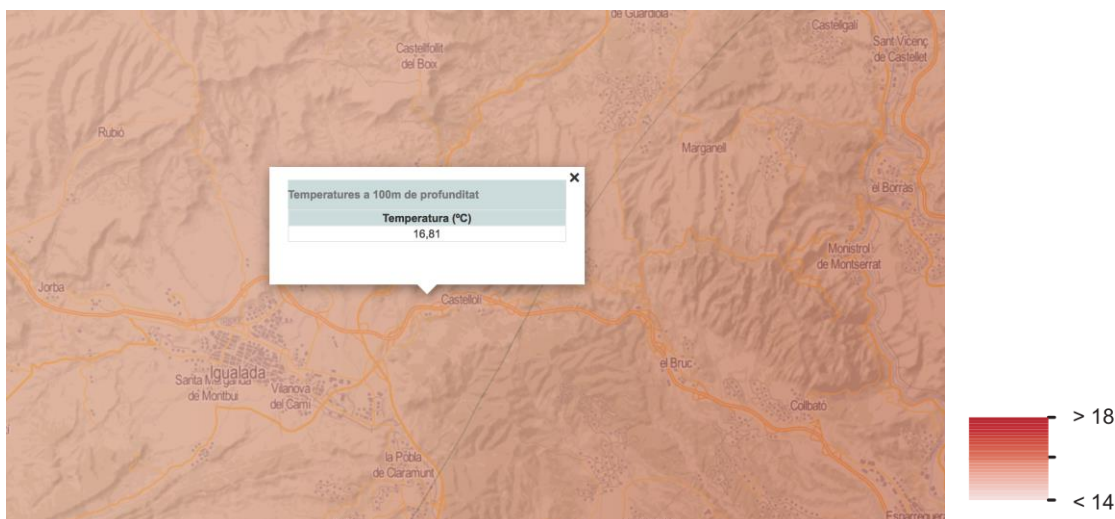 de Guardiola
Castellgalí
Castellfollit
del Boix
Sant Vicenç
de Castellet
Rubió
Marganell
×
Temperatures a 100m de profunditat
Temperatura (ºC)
16,81
el Borràs
Monistrol
de Montserrat
Jorba
Castellolí
el Bruc
Igualada
Santa Margarida
de Montbui
Vilanova
del Camí
Collbató
la Pobla
de Claramunt
Esparreguera
> 18
< 14